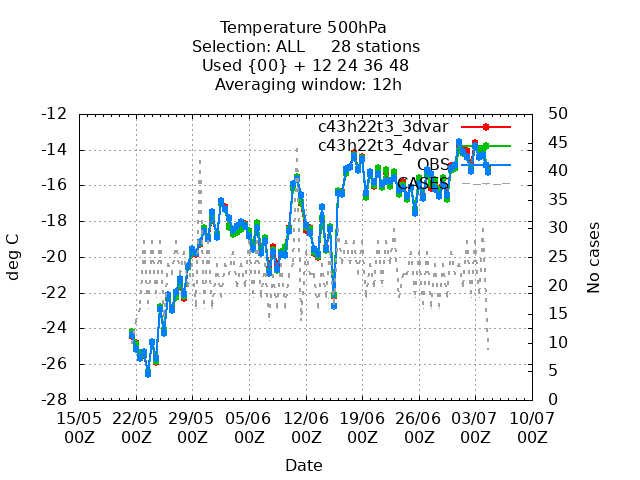 Temperature 500hPa
Selection: ALL 28 stations
Used {00} + 12 24 36 48
Averaging window: 12h
c43h22t3_3dvar
c43h22t3_4dvar
OBS
CASES
deg C
-12
-14
-16
-18
-20
-22
-24
-26
-28
No cases
50
45
40
35
30
25
20
15
10
5
0
15/05 22/05 29/05 05/06 12/06 19/06 26/06 03/07 10/07
00Z 00Z 00Z 00Z 00Z 00Z 00Z 00Z 00Z
Date